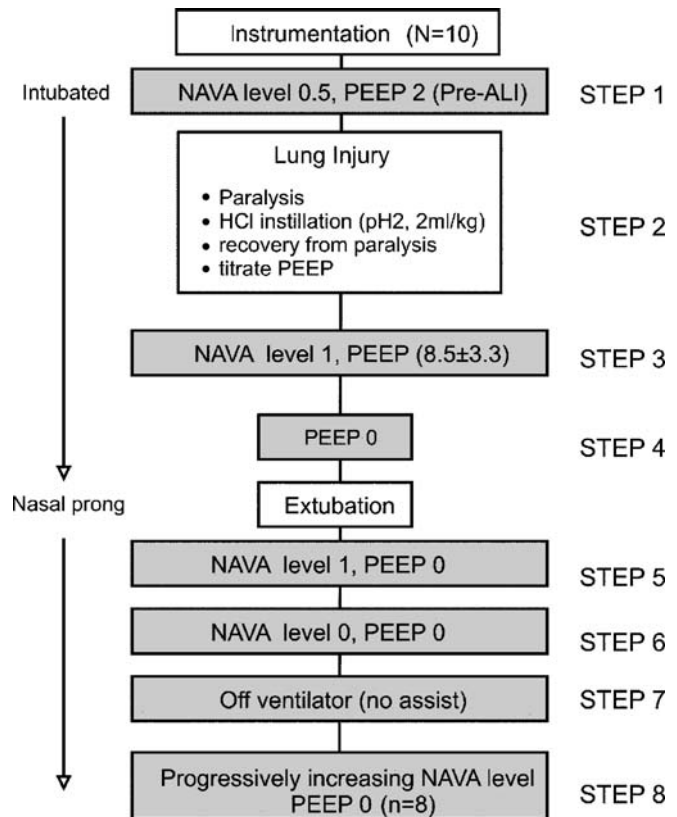 Instrumentation (N=10)
Intubated
NAVA level 0.5, PEEP 2 (Pre-ALI)
STEP 1
Lung Injury
• Paralysis
• HCl instillation (pH2, 2ml/kg)
• recovery from paralysis
• titrate PEEP
STEP 2
NAVA level 1, PEEP (8.5±3.3)
STEP 3
PEEP 0
STEP 4
Nasal prong
Extubation
NAVA level 1, PEEP 0
STEP 5
NAVA level 0, PEEP 0
STEP 6
Off ventilator (no assist)
STEP 7
Progressively increasing NAVA level
PEEP 0 (n=8)
STEP 8